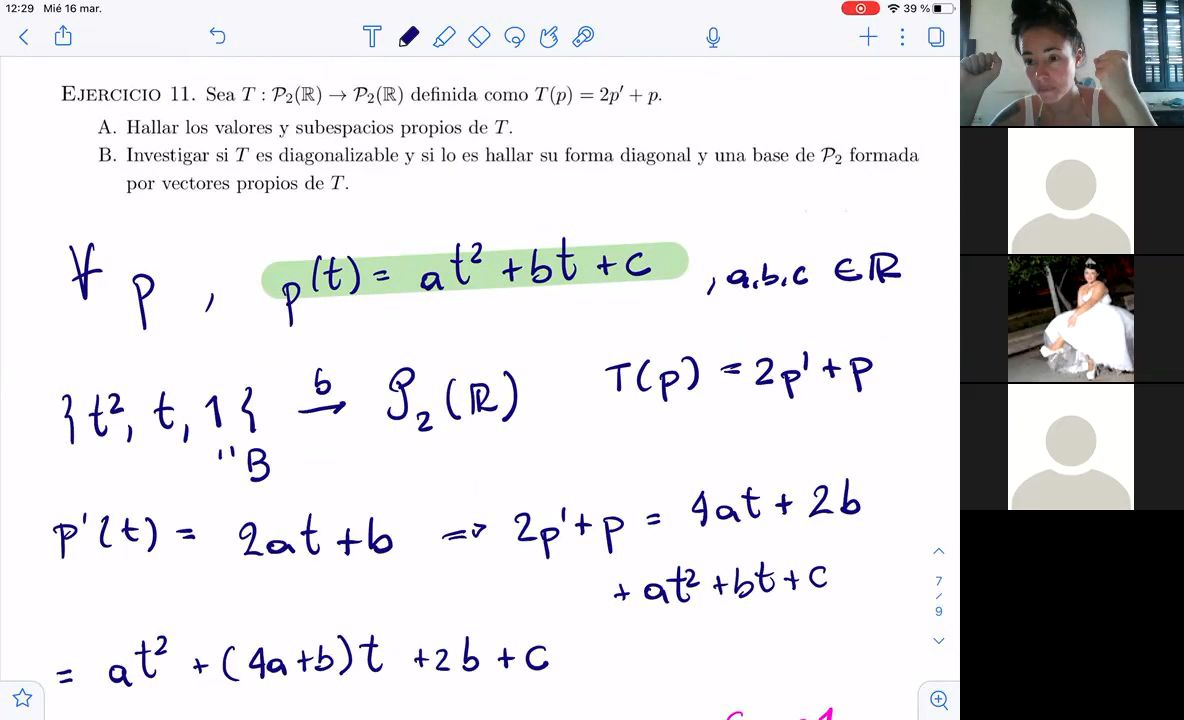 12:29 Mié 16 mar.
39 %
EJERCICIO 11. Sea T : P₂(ℝ) → P₂(ℝ) definida como T(p) = 2p′ + p.
A. Hallar los valores y subespacios propios de T.
B. Investigar si T es diagonalizable y si lo es hallar su forma diagonal y una base de P₂ formada
por vectores propios de T.
∀ p , p(t) = at² + bt + c , a,b,c ∈ ℝ
{t², t, 1} →ᵇ P₂(ℝ) T(p) = 2p' + p
"B
p'(t) = 2at + b => 2p' + p = 4at + 2b
+ at² + bt + c
= at² + (4a+b)t + 2b + c
7
/
9